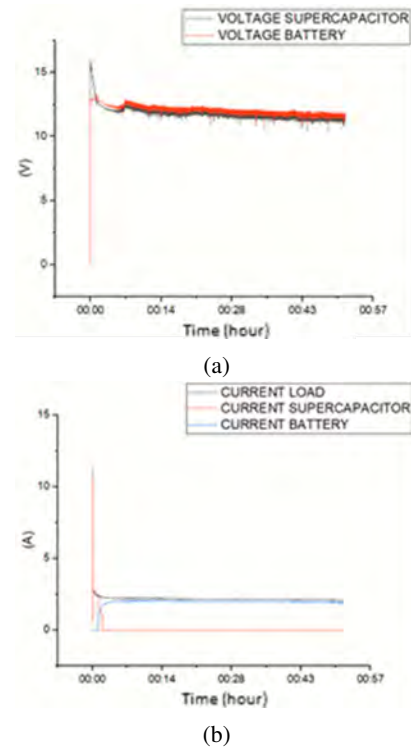 VOLTAGE SUPERCAPACITOR
VOLTAGE BATTERY
15
10
5
0
(V)
00:00 00:14 00:28 00:43 00:57
Time (hour)
(a)
CURRENT LOAD
CURRENT SUPERCAPACITOR
CURRENT BATTERY
15
10
5
0
(A)
00:00 00:14 00:28 00:43 00:57
Time (hour)
(b)